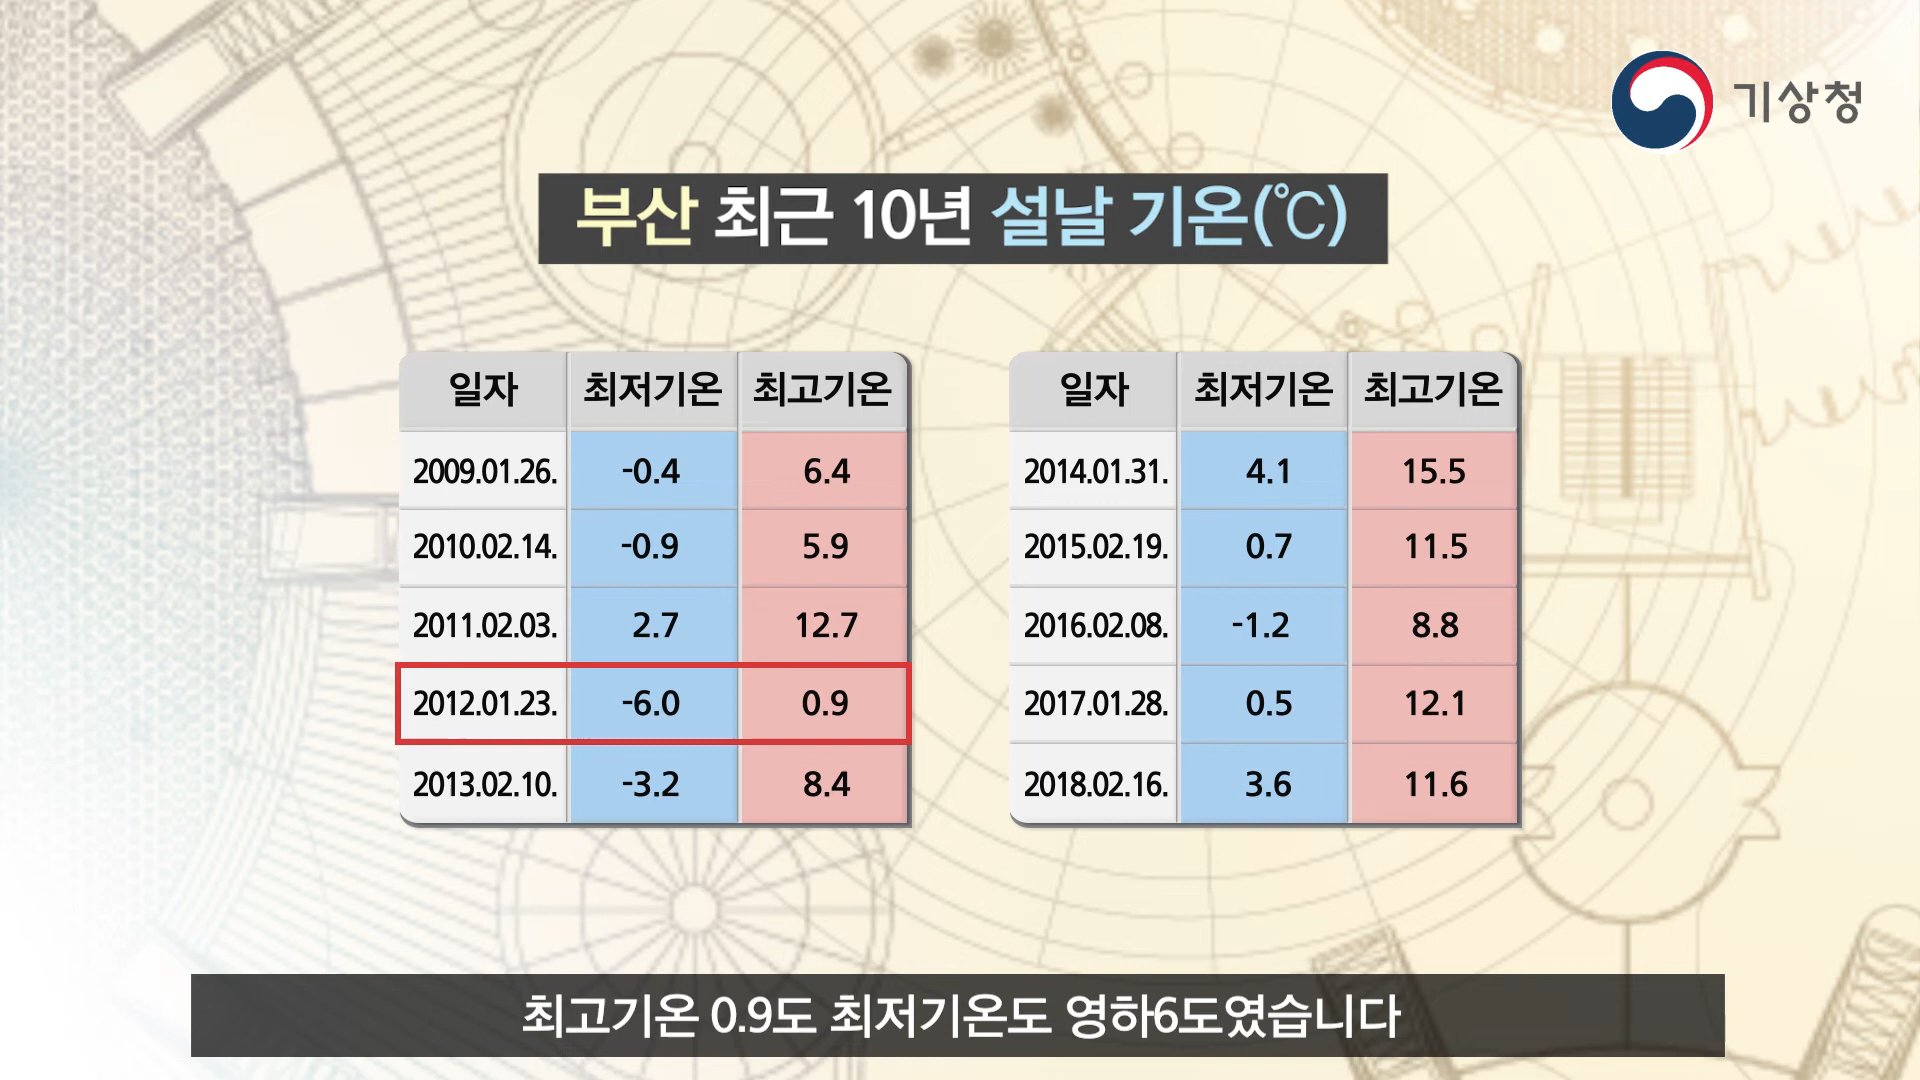 기상청
부산 최근 10년 설날 기온(℃)
일자 최저기온 최고기온
2009.01.26. -0.4 6.4
2010.02.14. -0.9 5.9
2011.02.03. 2.7 12.7
2012.01.23. -6.0 0.9
2013.02.10. -3.2 8.4
일자 최저기온 최고기온
2014.01.31. 4.1 15.5
2015.02.19. 0.7 11.5
2016.02.08. -1.2 8.8
2017.01.28. 0.5 12.1
2018.02.16. 3.6 11.6
최고기온 0.9도 최저기온도 영하6도였습니다